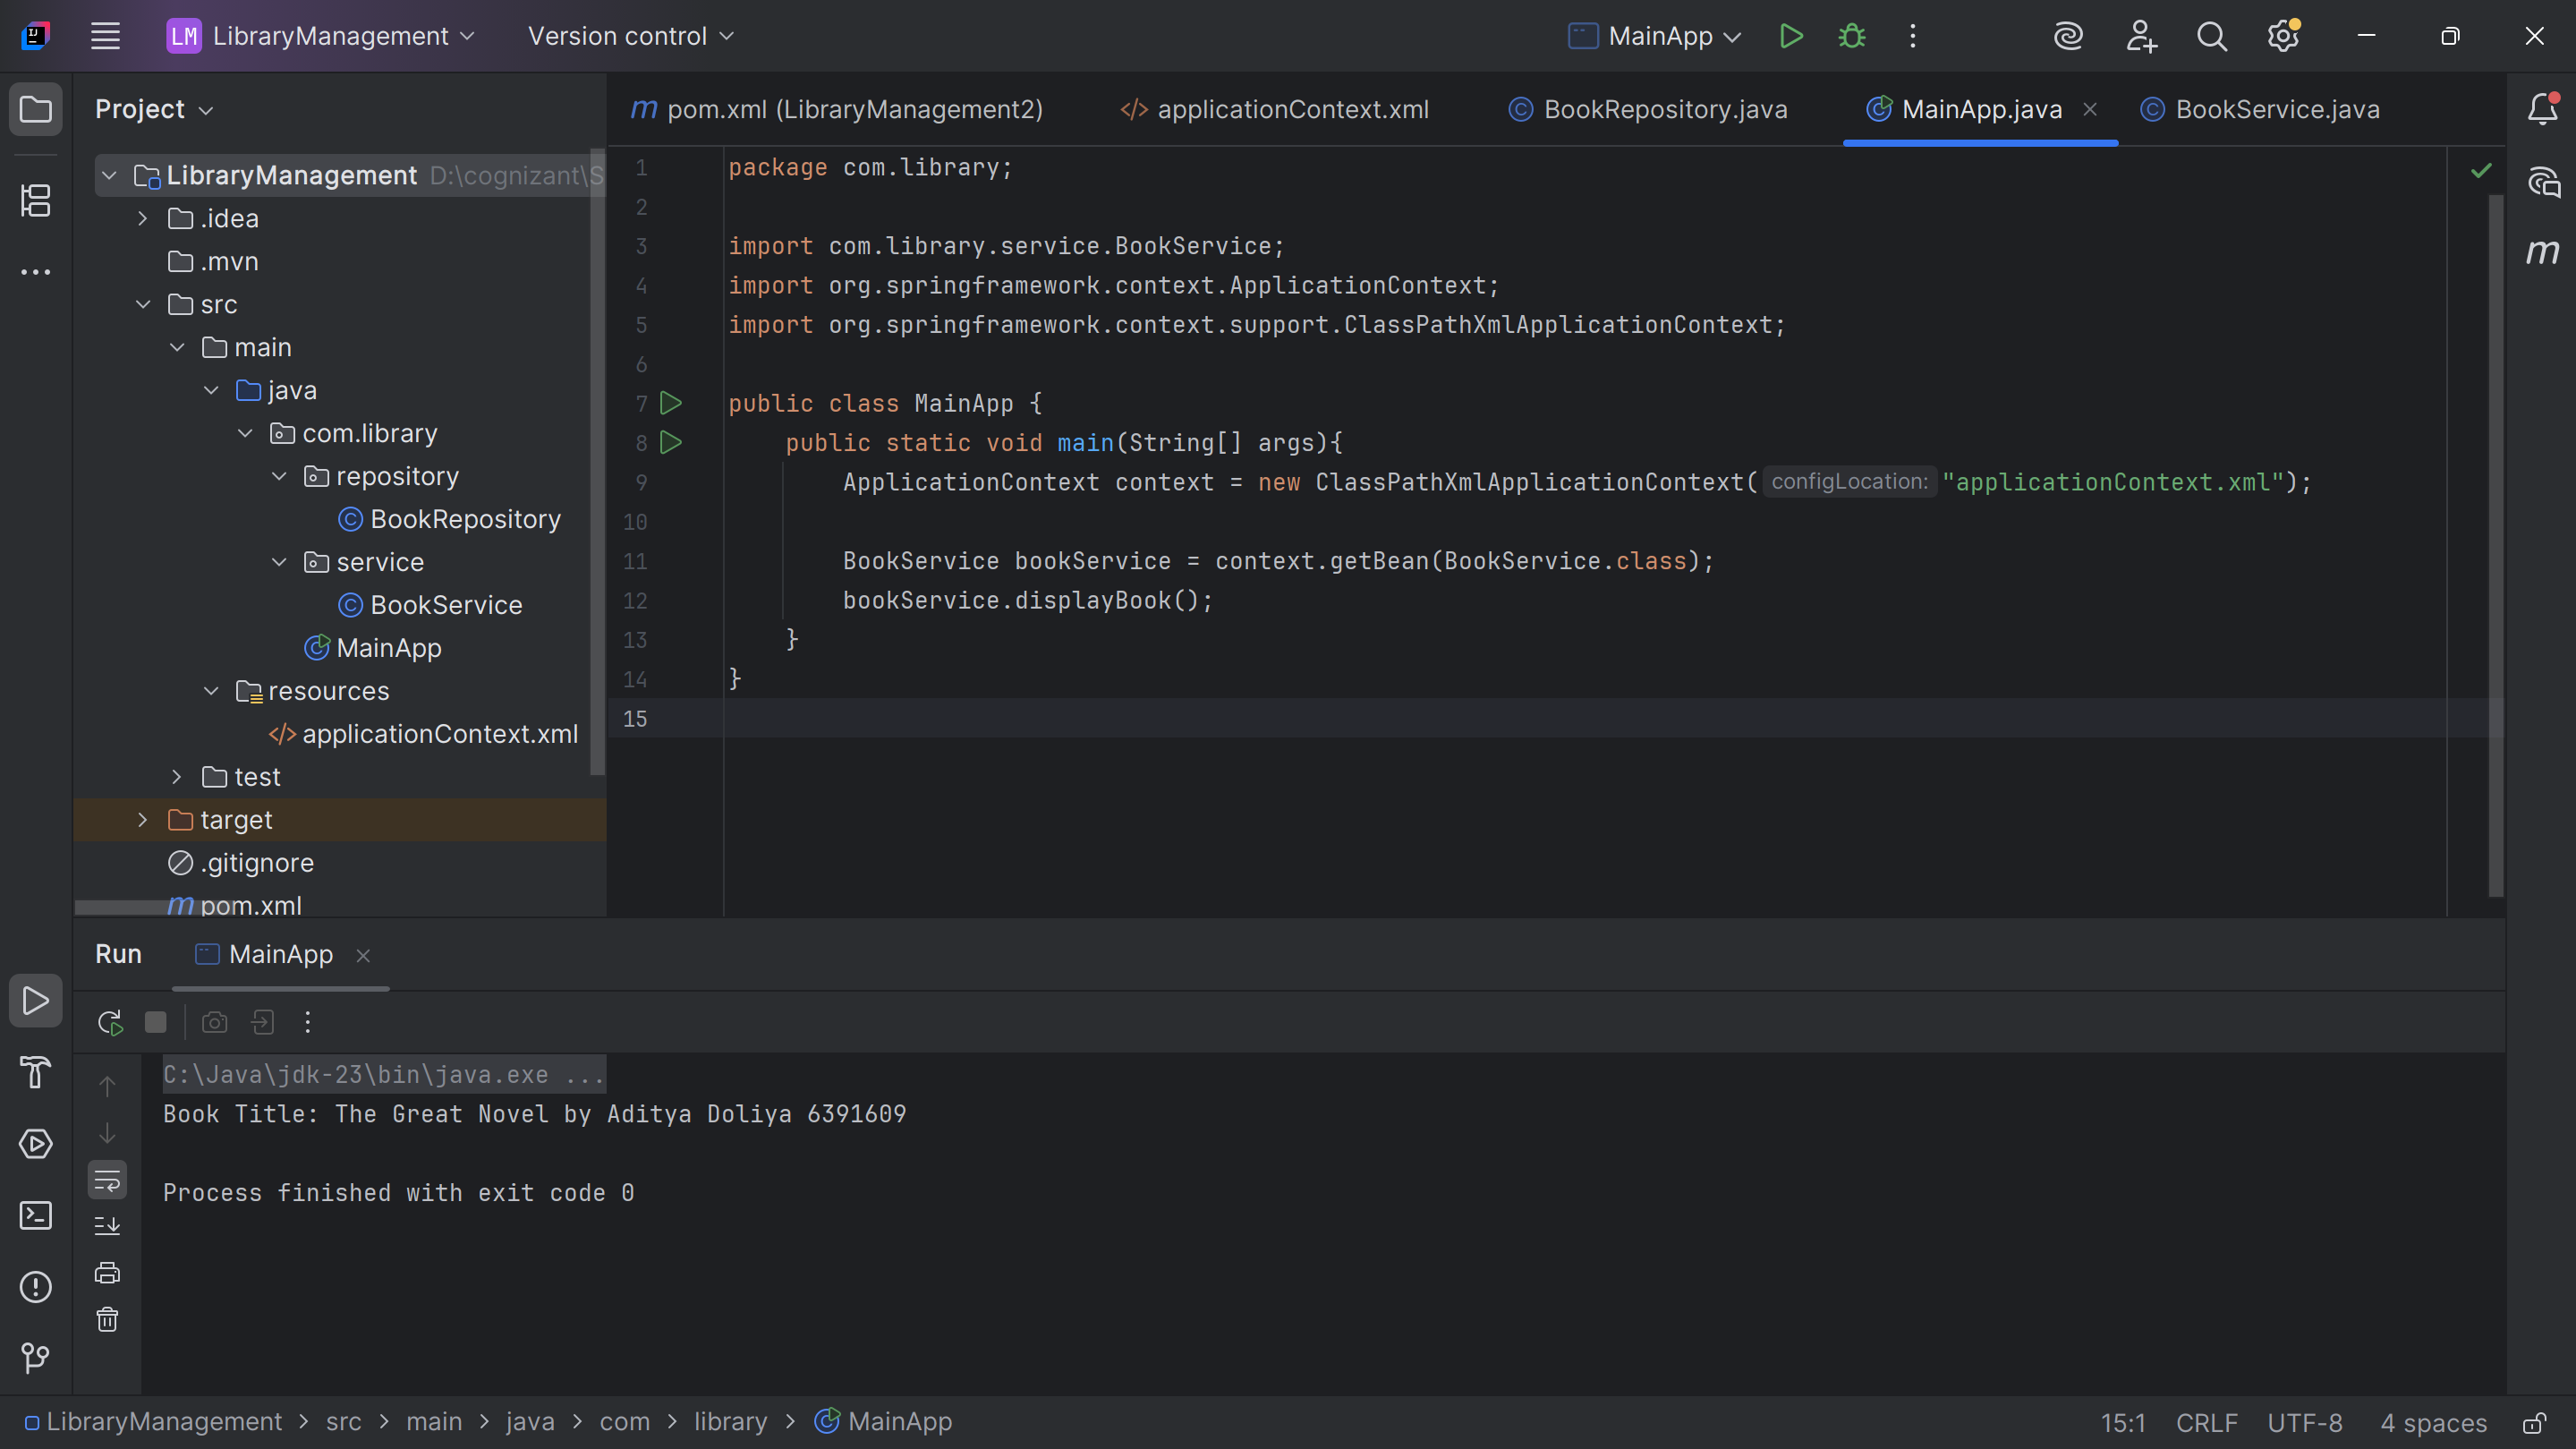 LM LibraryManagement Version control MainApp
Project
pom.xml (LibraryManagement2) applicationContext.xml BookRepository.java MainApp.java BookService.java
LibraryManagement D:\cognizant\S
.idea
.mvn
src
main
java
com.library
repository
BookRepository
service
BookService
MainApp
resources
applicationContext.xml
test
target
.gitignore
pom.xml
1 package com.library;
2
3 import com.library.service.BookService;
4 import org.springframework.context.ApplicationContext;
5 import org.springframework.context.support.ClassPathXmlApplicationContext;
6
7 public class MainApp {
8 public static void main(String[] args){
9 ApplicationContext context = new ClassPathXmlApplicationContext( configLocation: "applicationContext.xml");
10
11 BookService bookService = context.getBean(BookService.class);
12 bookService.displayBook();
13 }
14 }
15
Run MainApp
C:\Java\jdk-23\bin\java.exe ...
Book Title: The Great Novel by Aditya Doliya 6391609
Process finished with exit code 0
LibraryManagement > src > main > java > com > library > MainApp 15:1 CRLF UTF-8 4 spaces